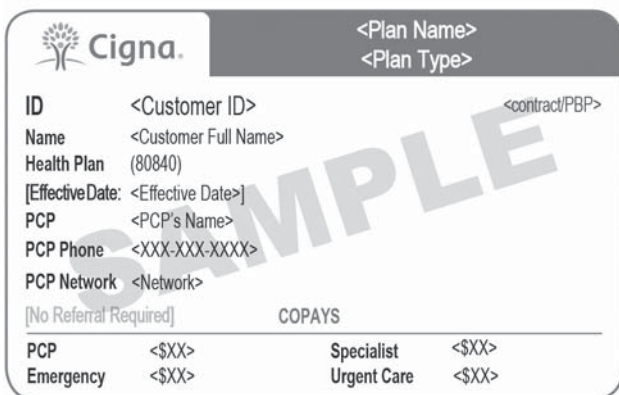 Cigna.
<Plan Name>
<Plan Type>
ID <Customer ID> <contract/PBP>
Name <Customer Full Name>
Health Plan (80840)
[Effective Date: <Effective Date>]
PCP <PCP's Name>
PCP Phone <XXX-XXX-XXXX>
PCP Network <Network>
[No Referral Required] COPAYS
PCP <$XX> Specialist <$XX>
Emergency <$XX> Urgent Care <$XX>
SAMPLE